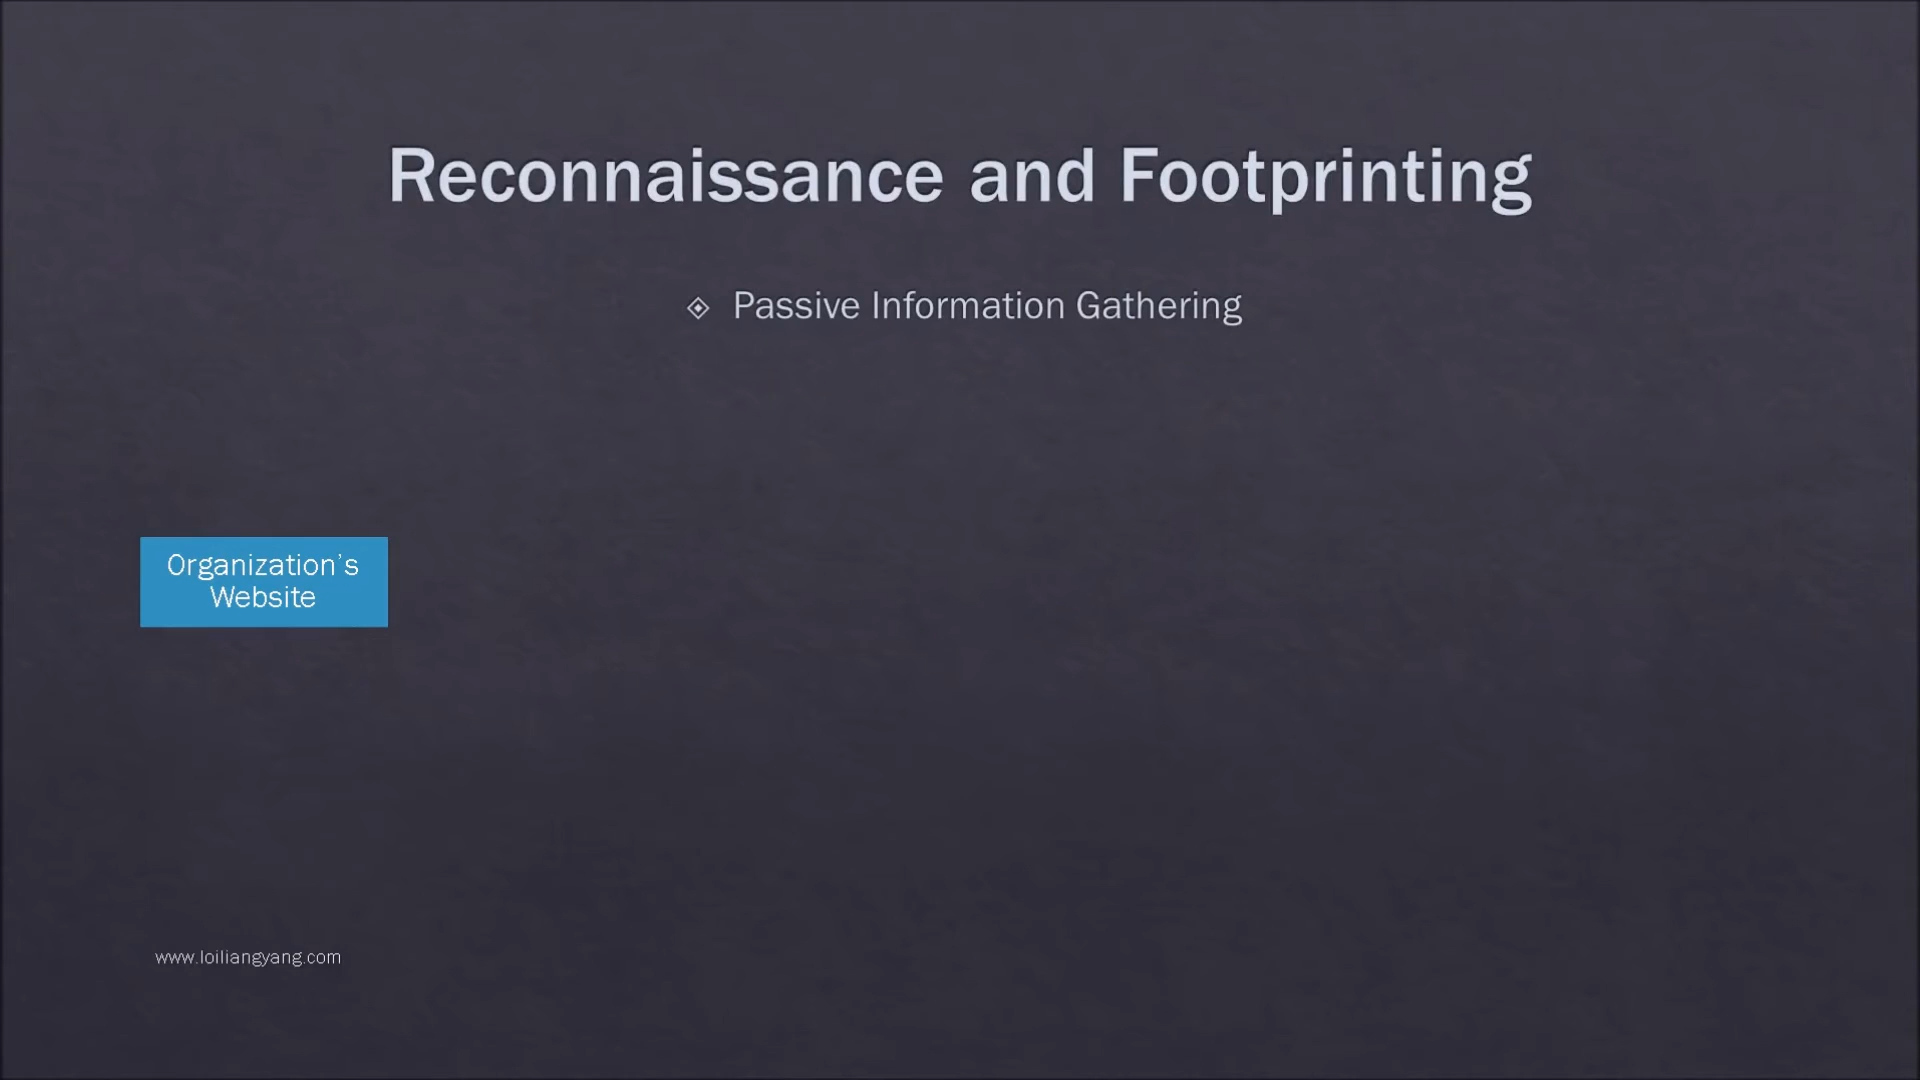 Reconnaissance and Footprinting
Passive Information Gathering
Organization's
Website
www.loiliangyang.com